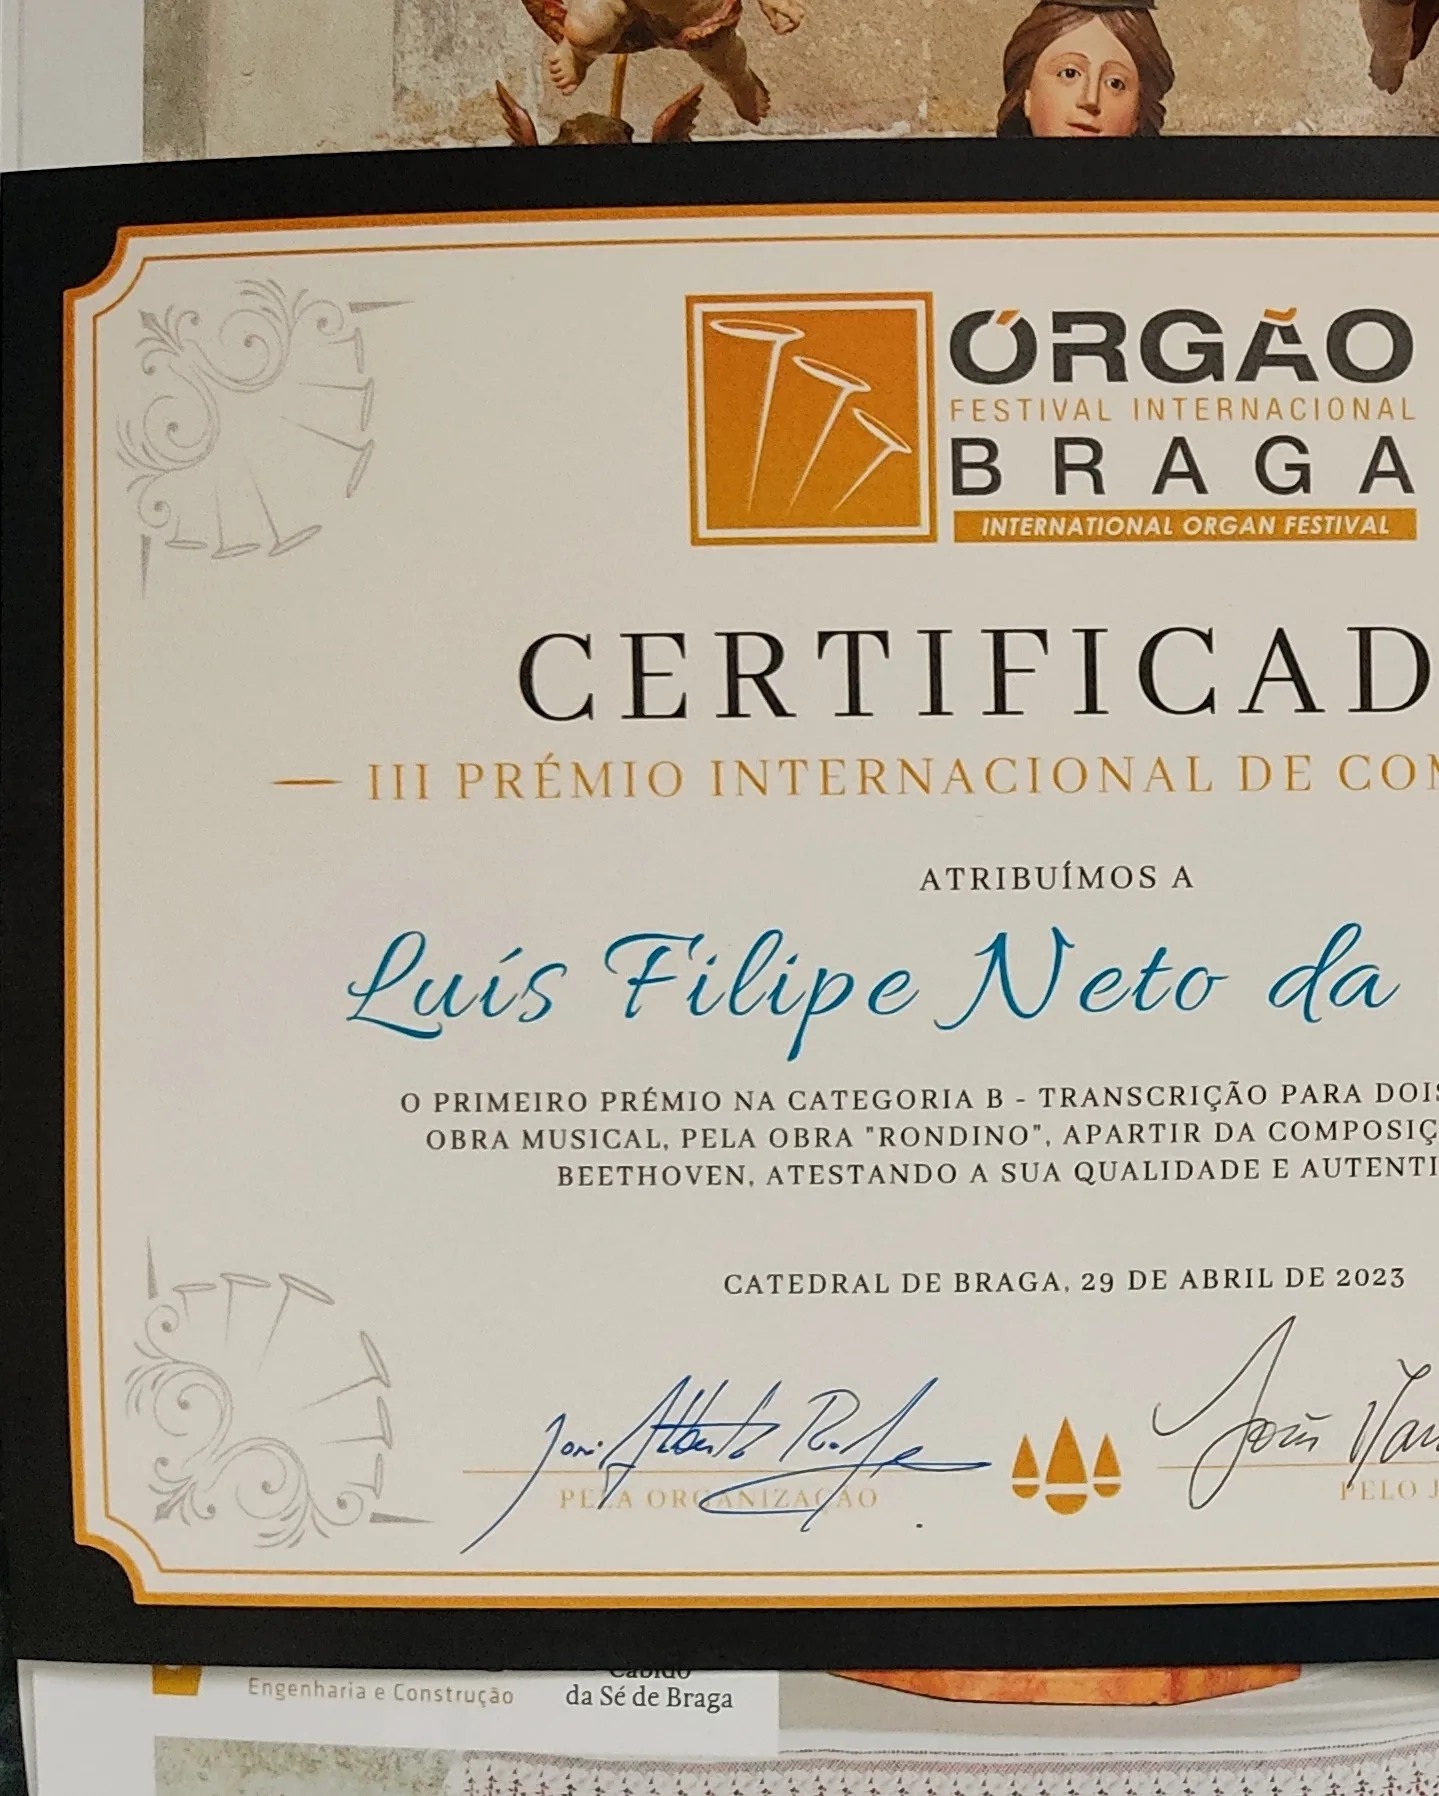 ÓRGÃO
FESTIVAL INTERNACIONAL
BRAGA
INTERNATIONAL ORGAN FESTIVAL
CERTIFICAD
III PRÉMIO INTERNACIONAL DE COM
ATRIBUÍMOS A
Luís Filipe Neto da
O PRIMEIRO PRÉMIO NA CATEGORIA B - TRANSCRIÇÃO PARA DOIS
OBRA MUSICAL, PELA OBRA "RONDINO", APARTIR DA COMPOSIÇ
BEETHOVEN, ATESTANDO A SUA QUALIDADE E AUTENTI
CATEDRAL DE BRAGA, 29 DE ABRIL DE 2023
PELA ORGANIZAÇÃO
PELO J
Engenharia e Construção
Cabido
da Sé de Braga